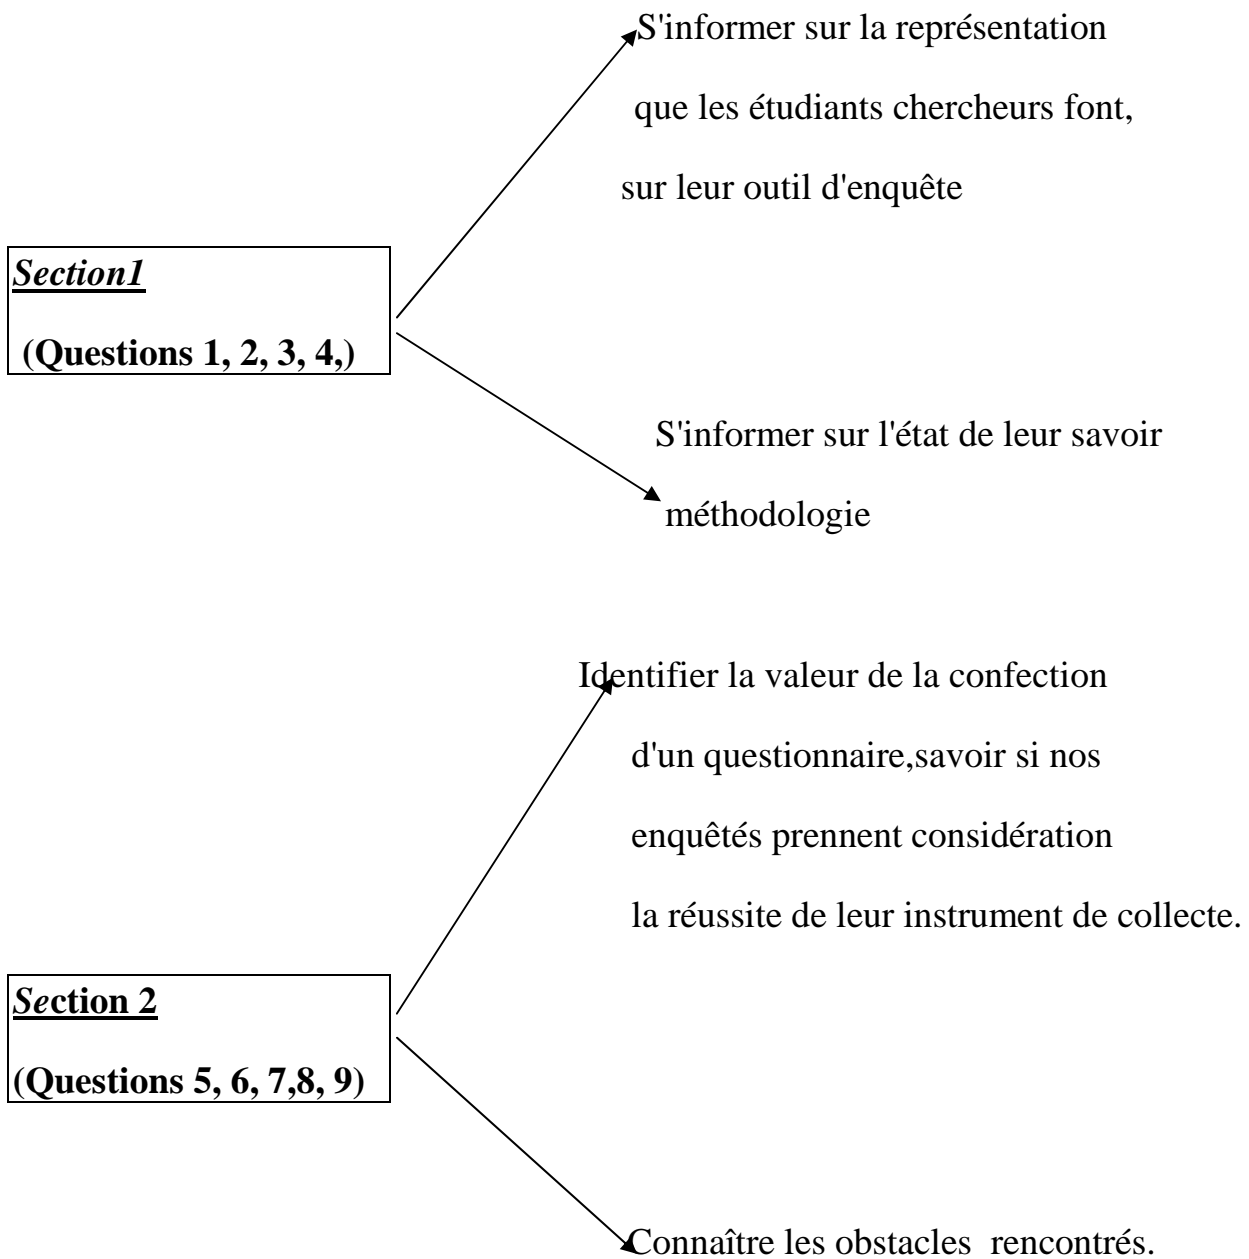 S'informer sur la représentation
que les étudiants chercheurs font,
sur leur outil d'enquête
Section1
(Questions 1, 2, 3, 4,)
S'informer sur l'état de leur savoir
méthodologie
Identifier la valeur de la confection
d'un questionnaire,savoir si nos
enquêtés prennent considération
la réussite de leur instrument de collecte.
Section 2
(Questions 5, 6, 7,8, 9)
Connaître les obstacles  rencontrés.